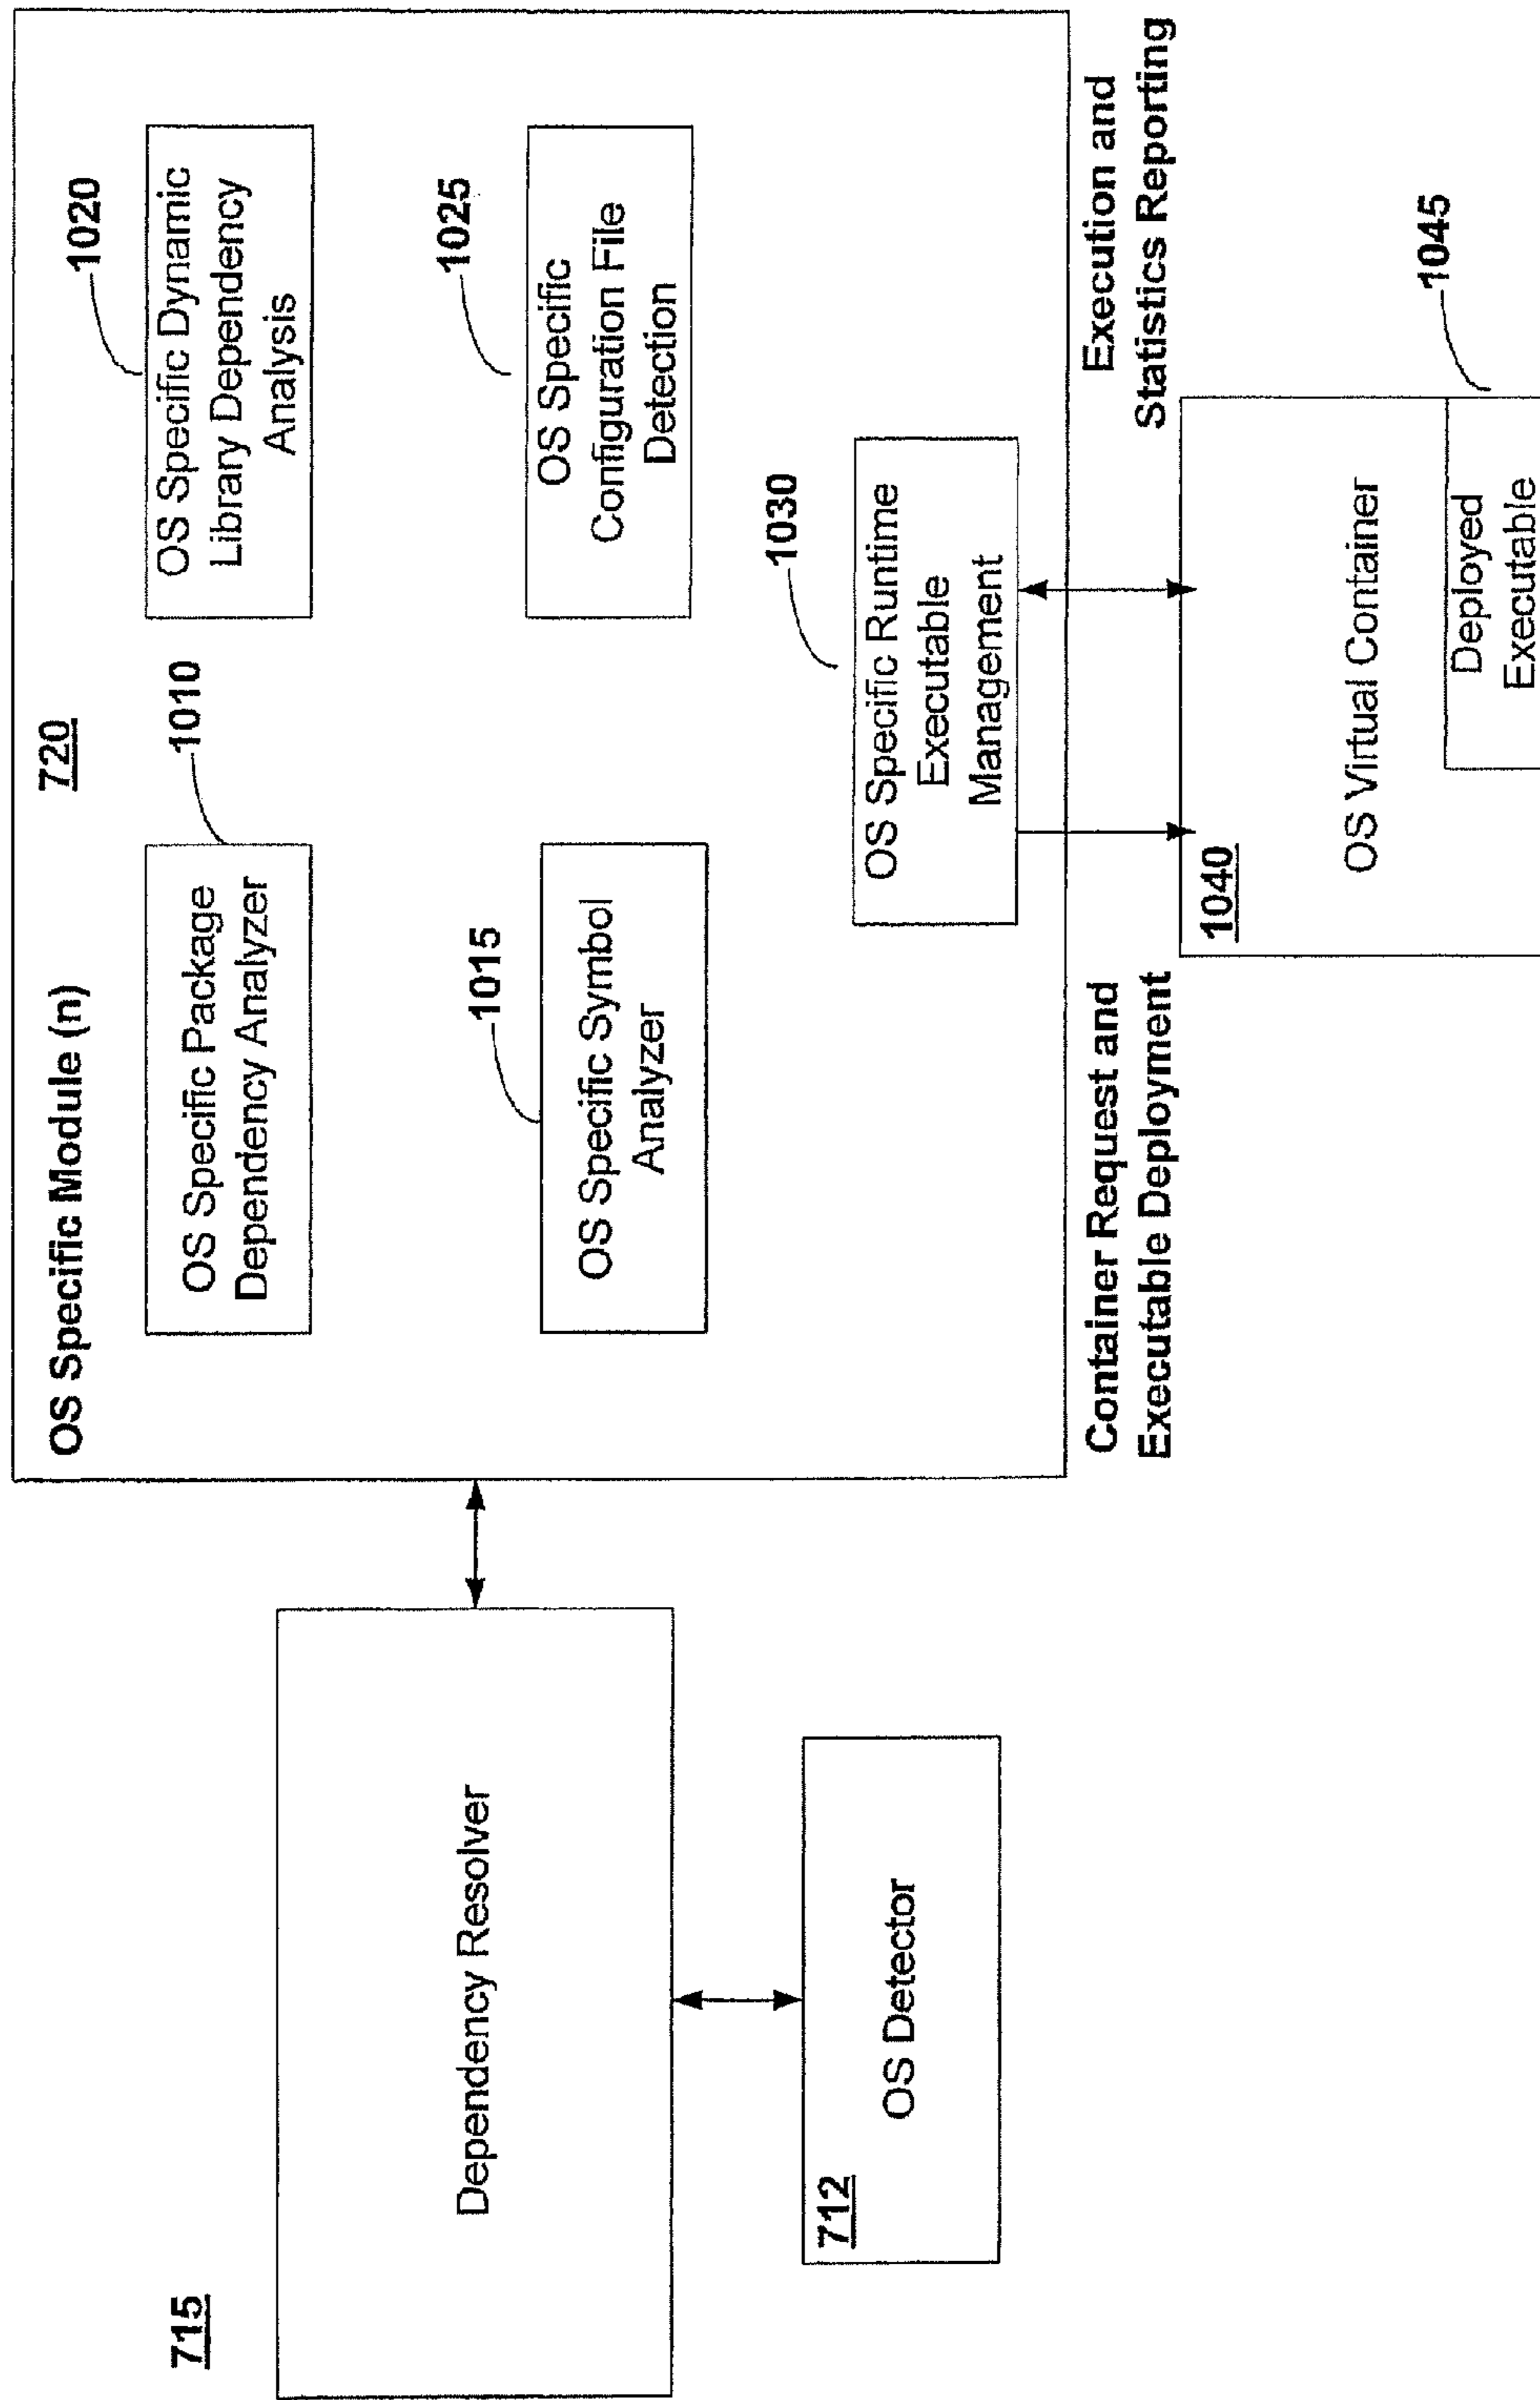 715
Dependency Resolver
712
OS Detector
OS Specific Module (n)
720
OS Specific Package
Dependency Analyzer
1010
OS Specific Dynamic
Library Dependency
Analysis
1020
OS Specific Symbol
Analyzer
1015
OS Specific
Configuration File
Detection
1025
OS Specific Runtime
Executable
Management
1030
Container Request and
Executable Deployment
Execution and
Statistics Reporting
1040
OS Virtual Container
Deployed
Executable
1045